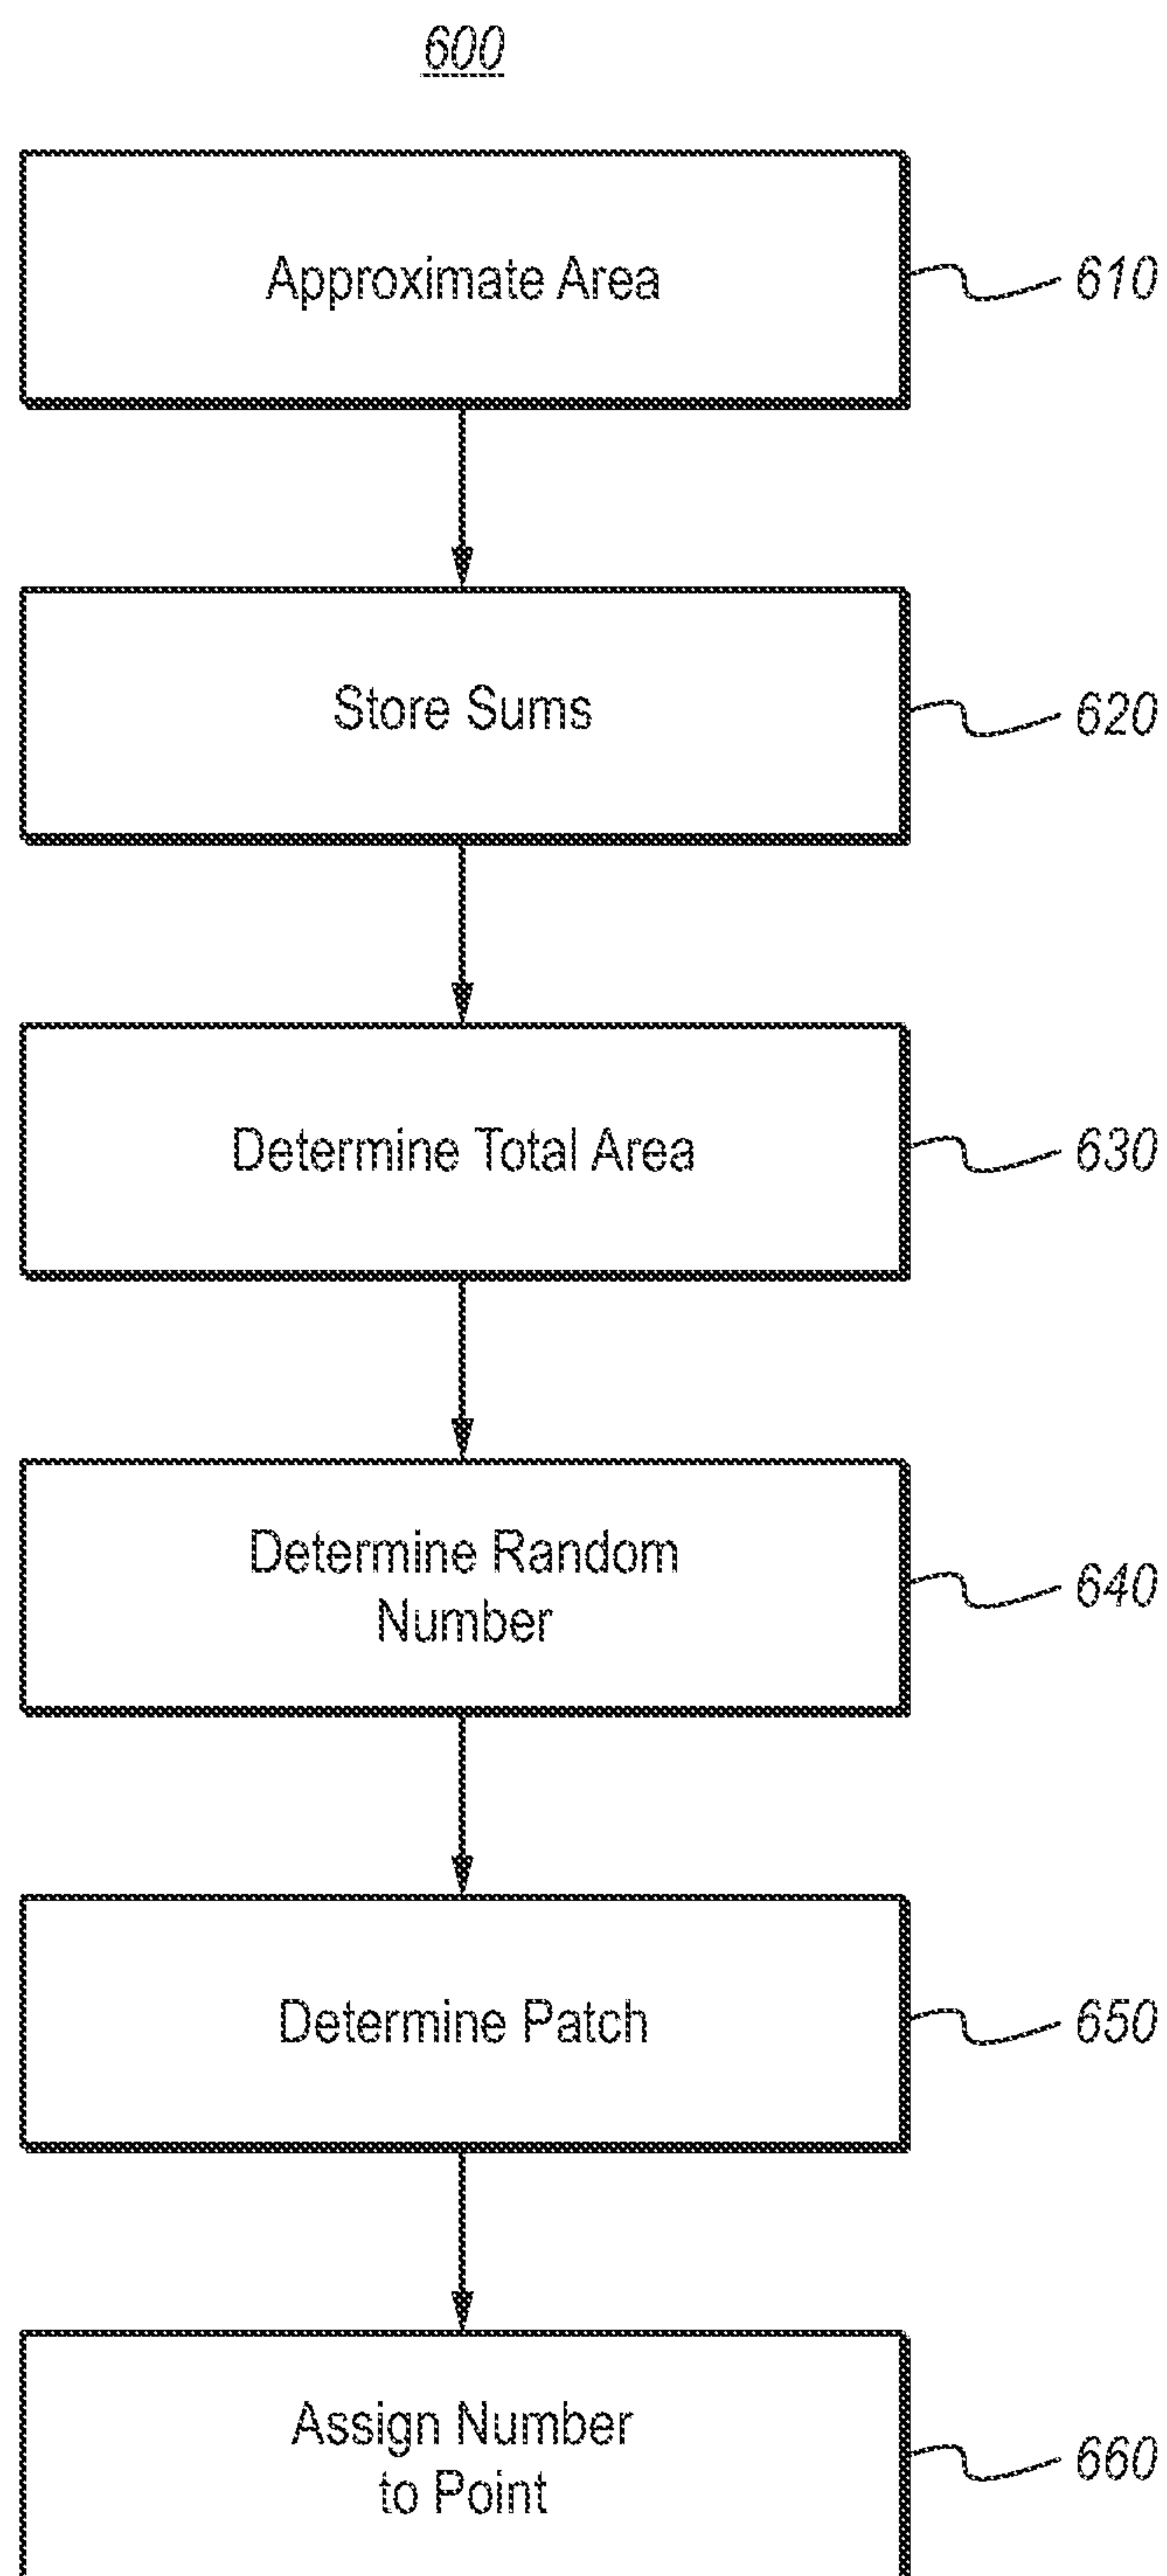 600
Approximate Area
610
Store Sums
620
Determine Total Area
630
Determine Random
Number
640
Determine Patch
650
Assign Number
to Point
660